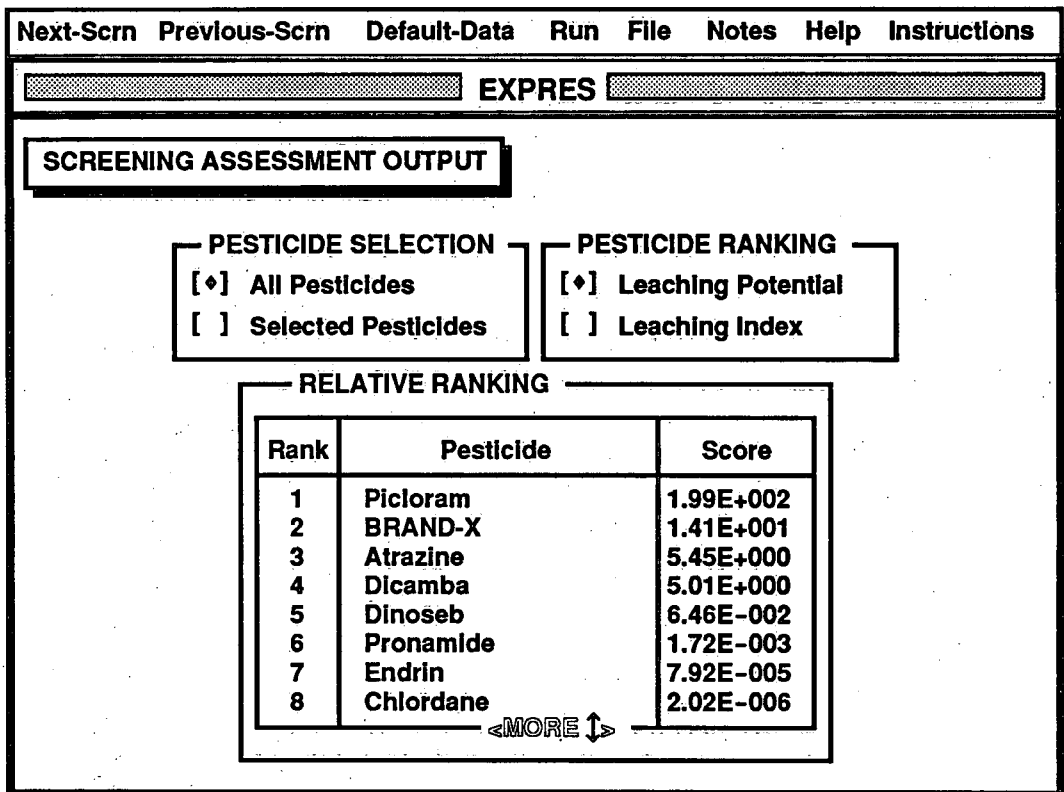 Next-Scrn Previous-Scrn Default-Data Run File Notes Help Instructions
EXPRES
SCREENING ASSESSMENT OUTPUT
PESTICIDE SELECTION
[♦] All Pesticides
[ ] Selected Pesticides
PESTICIDE RANKING
[♦] Leaching Potential
[ ] Leaching Index
RELATIVE RANKING
Rank Pesticide Score
1 Picloram 1.99E+002
2 BRAND-X 1.41E+001
3 Atrazine 5.45E+000
4 Dicamba 5.01E+000
5 Dinoseb 6.46E-002
6 Pronamide 1.72E-003
7 Endrin 7.92E-005
8 Chlordane 2.02E-006
<MORE ↕>